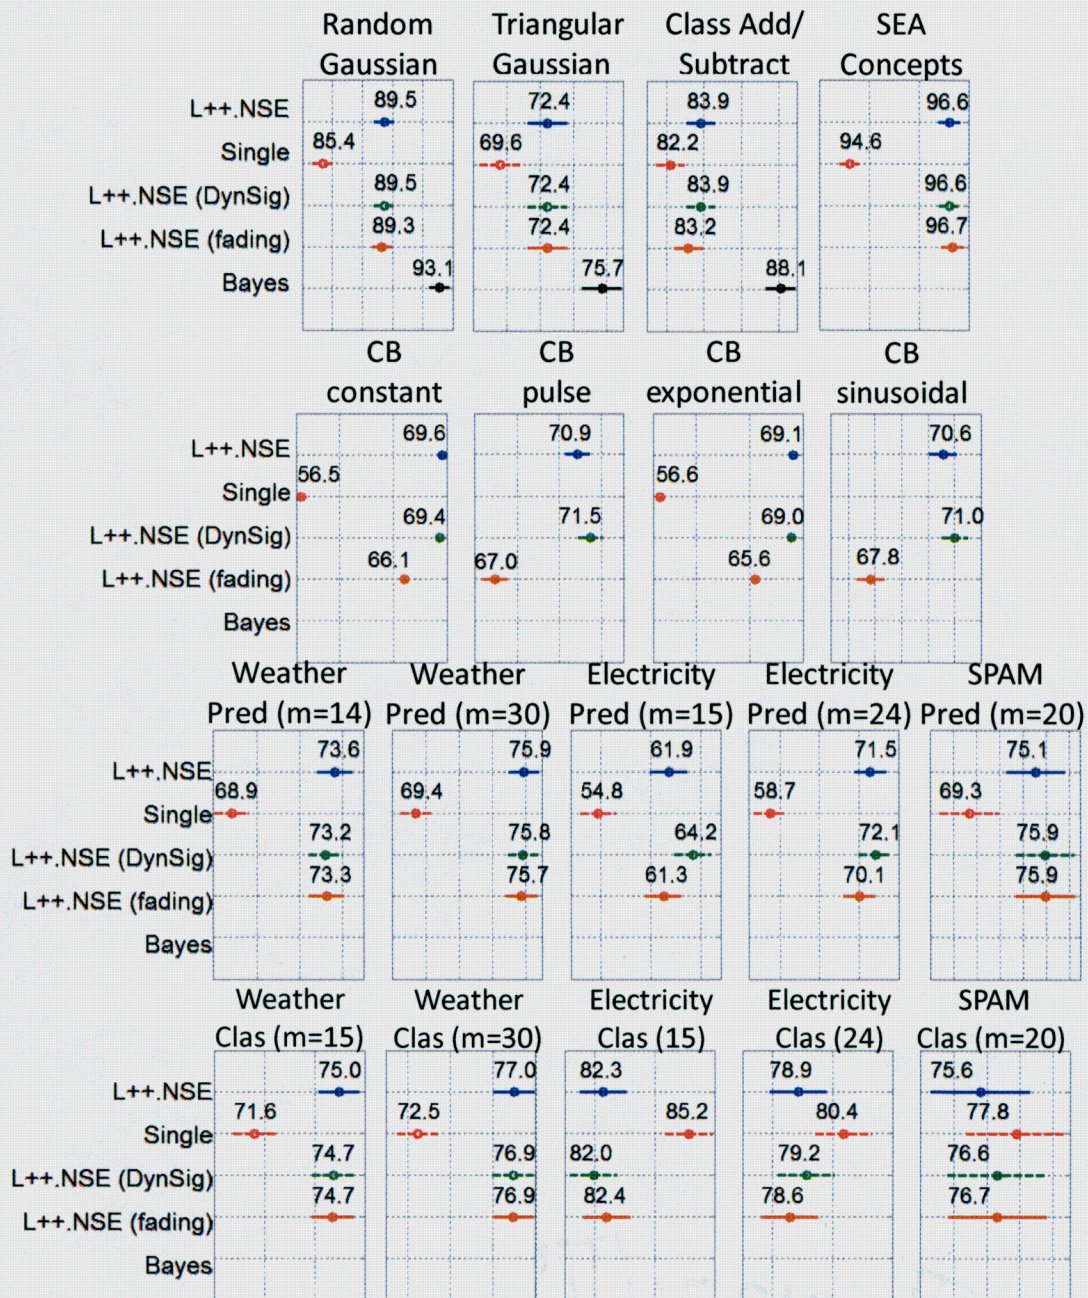 Random Triangular Class Add/ SEA
Gaussian Gaussian Subtract Concepts
L++.NSE 89.5 72.4 83.9 96.6
Single 85.4 69.6 82.2 94.6
L++.NSE (DynSig) 89.5 72.4 83.9 96.6
L++.NSE (fading) 89.3 72.4 83.2 96.7
Bayes 93.1 75.7 88.1
CB CB CB CB
constant pulse exponential sinusoidal
L++.NSE 69.6 70.9 69.1 70.6
Single 56.5 56.6
L++.NSE (DynSig) 69.4 71.5 69.0 71.0
L++.NSE (fading) 66.1 67.0 65.6 67.8
Bayes
Weather Weather Electricity Electricity SPAM
Pred (m=14) Pred (m=30) Pred (m=15) Pred (m=24) Pred (m=20)
L++.NSE 73.6 75.9 61.9 71.5 75.1
Single 68.9 69.4 54.8 58.7 69.3
L++.NSE (DynSig) 73.2 75.8 64.2 72.1 75.9
L++.NSE (fading) 73.3 75.7 61.3 70.1 75.9
Bayes
Weather Weather Electricity Electricity SPAM
Clas (m=15) Clas (m=30) Clas (15) Clas (24) Clas (m=20)
L++.NSE 75.0 77.0 82.3 78.9 75.6
Single 71.6 72.5 85.2 80.4 77.8
L++.NSE (DynSig) 74.7 76.9 82.0 79.2 76.6
L++.NSE (fading) 74.7 76.9 82.4 78.6 76.7
Bayes